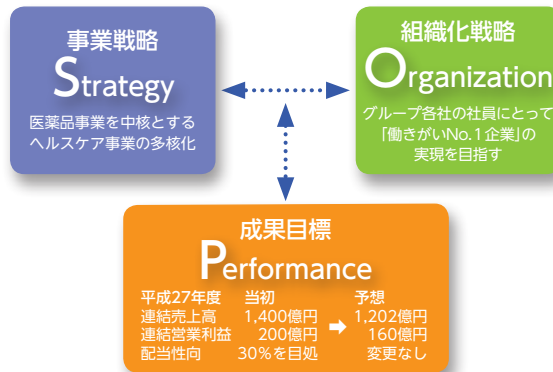 事業戦略
Strategy
医薬品事業を中核とする
ヘルスケア事業の多核化
組織化戦略
Organization
グループ各社の社員にとって
「働きがいNo.1企業」の
実現を目指す
成果目標
Performance
平成27年度 当初 予想
連結売上高 1,400億円 1,202億円
連結営業利益 200億円 160億円
配当性向 30%を目処 変更なし